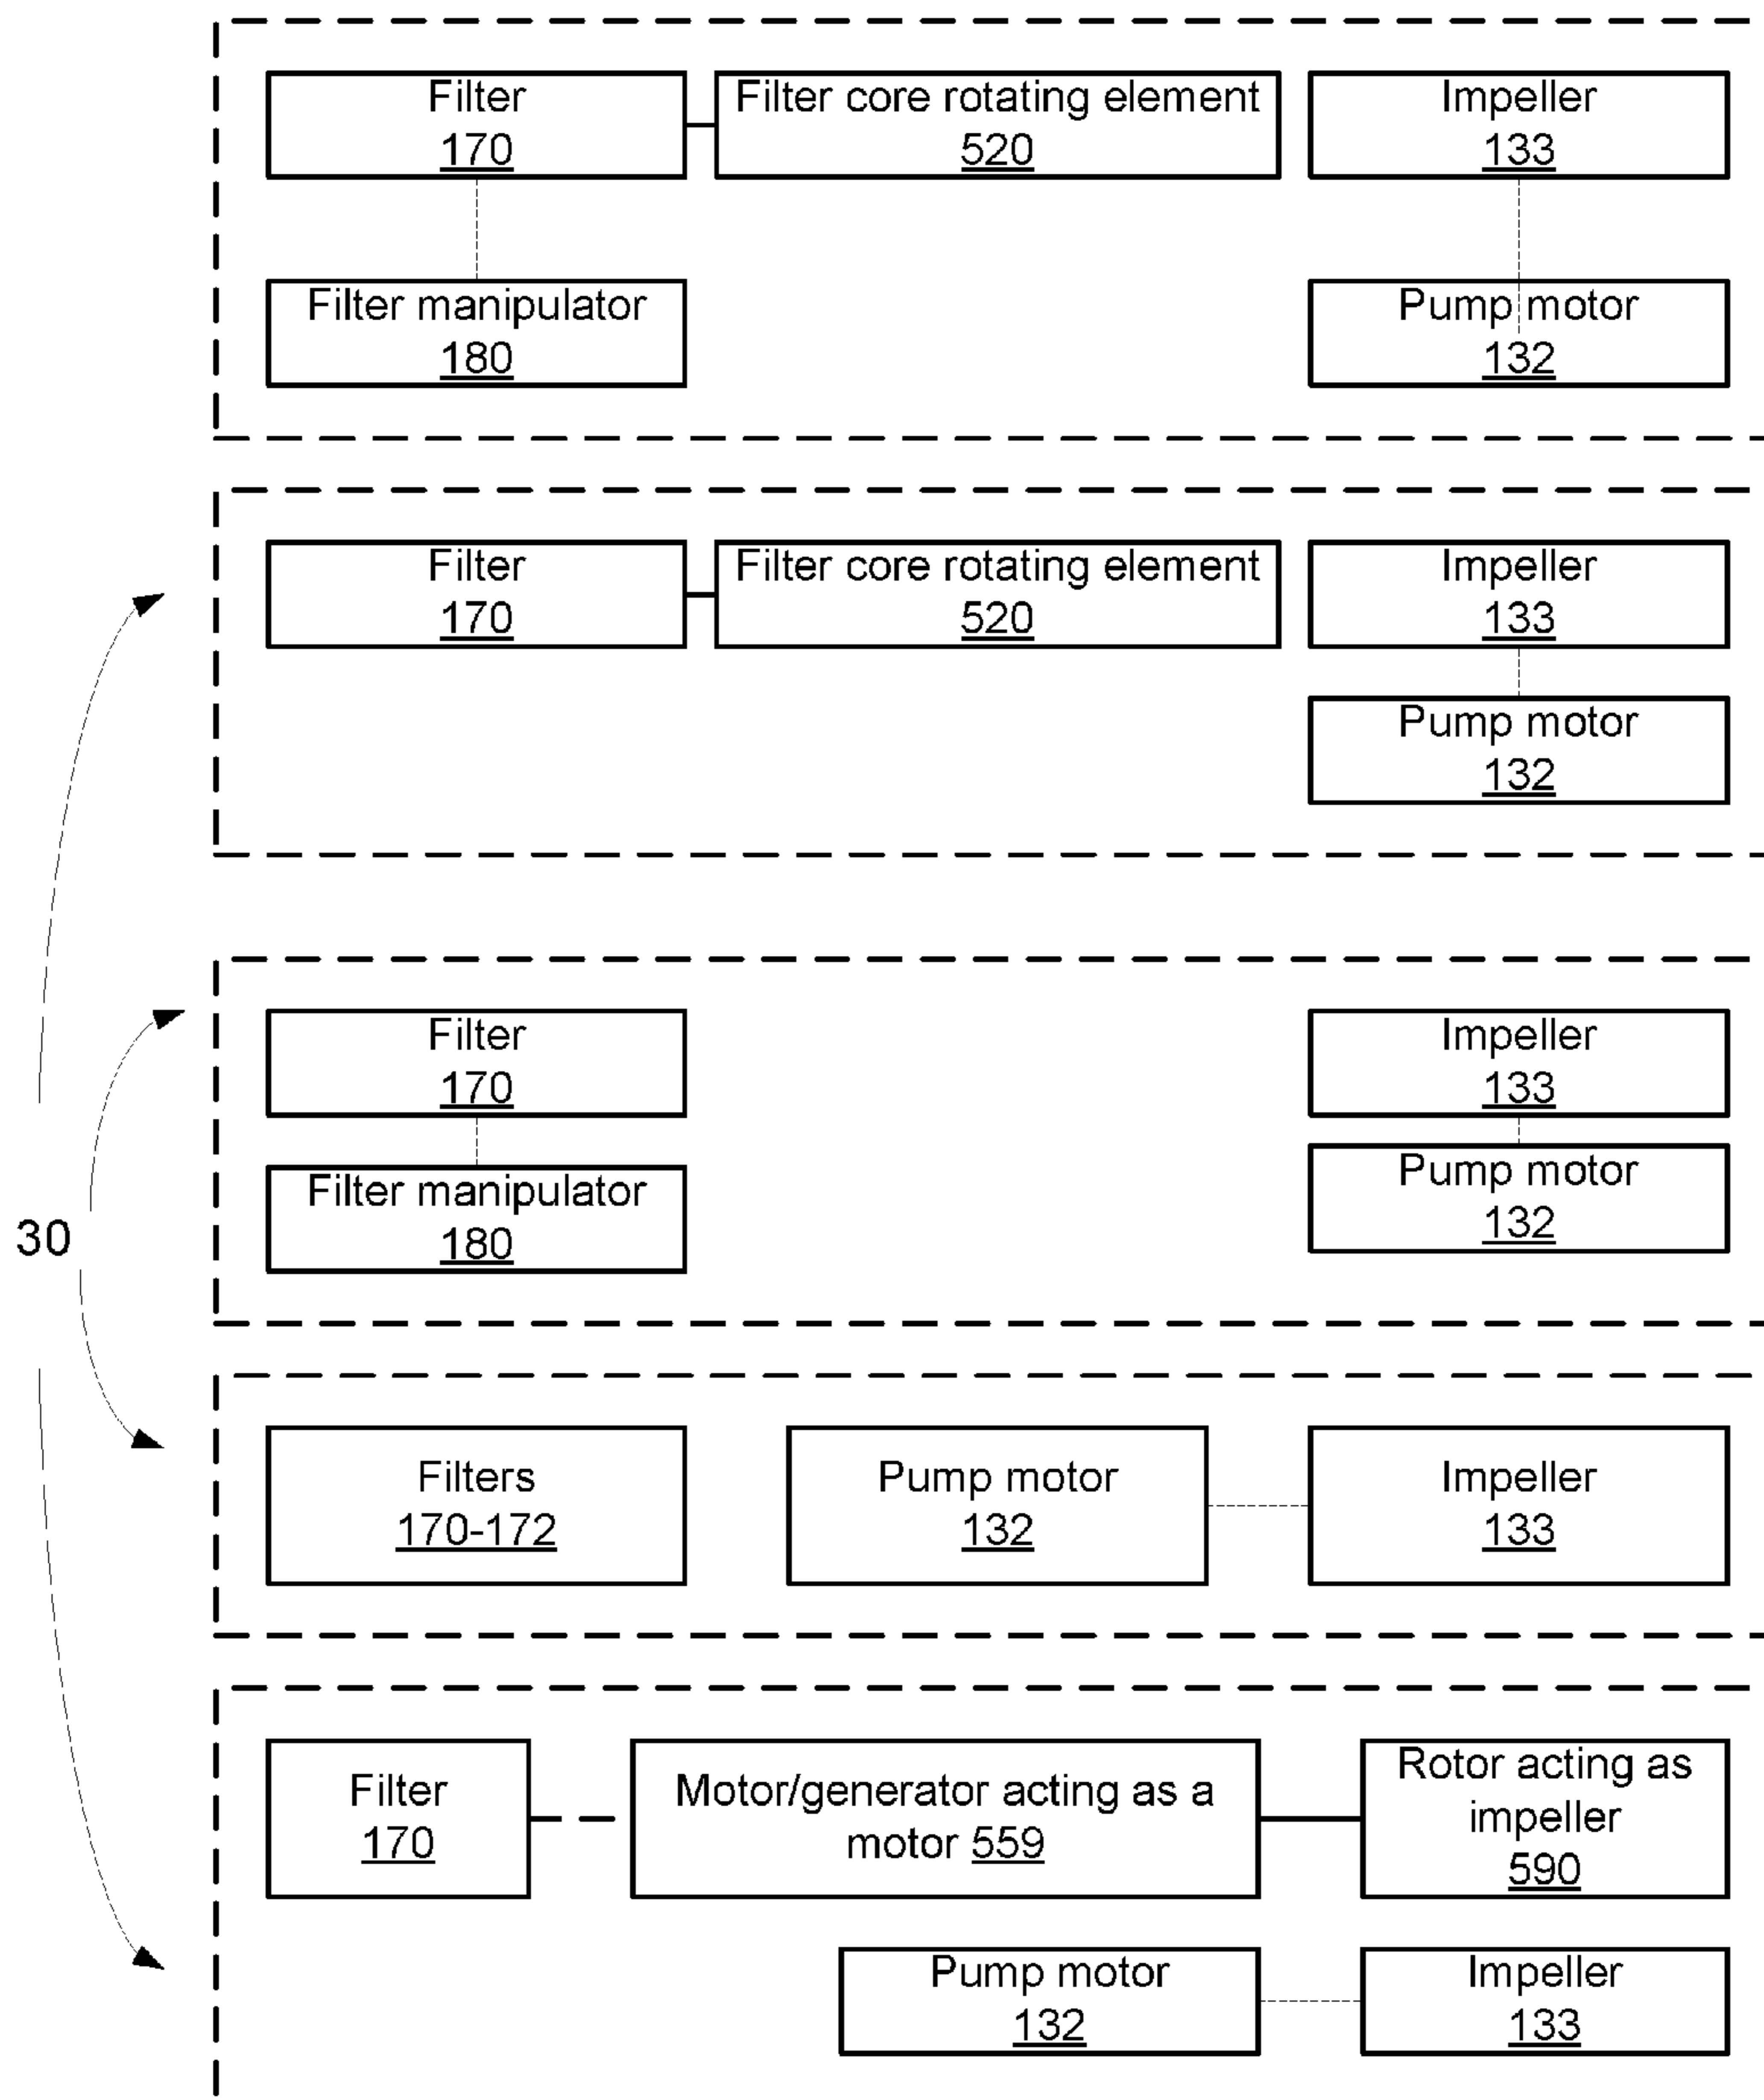 Filter
170
Filter core rotating element
520
Impeller
133
Filter manipulator
180
Pump motor
132
Filter
170
Filter core rotating element
520
Impeller
133
Pump motor
132
Filter
170
Impeller
133
Filter manipulator
180
Pump motor
132
30
Filters
170-172
Pump motor
132
Impeller
133
Filter
170
Motor/generator acting as a
motor 559
Rotor acting as
impeller
590
Pump motor
132
Impeller
133